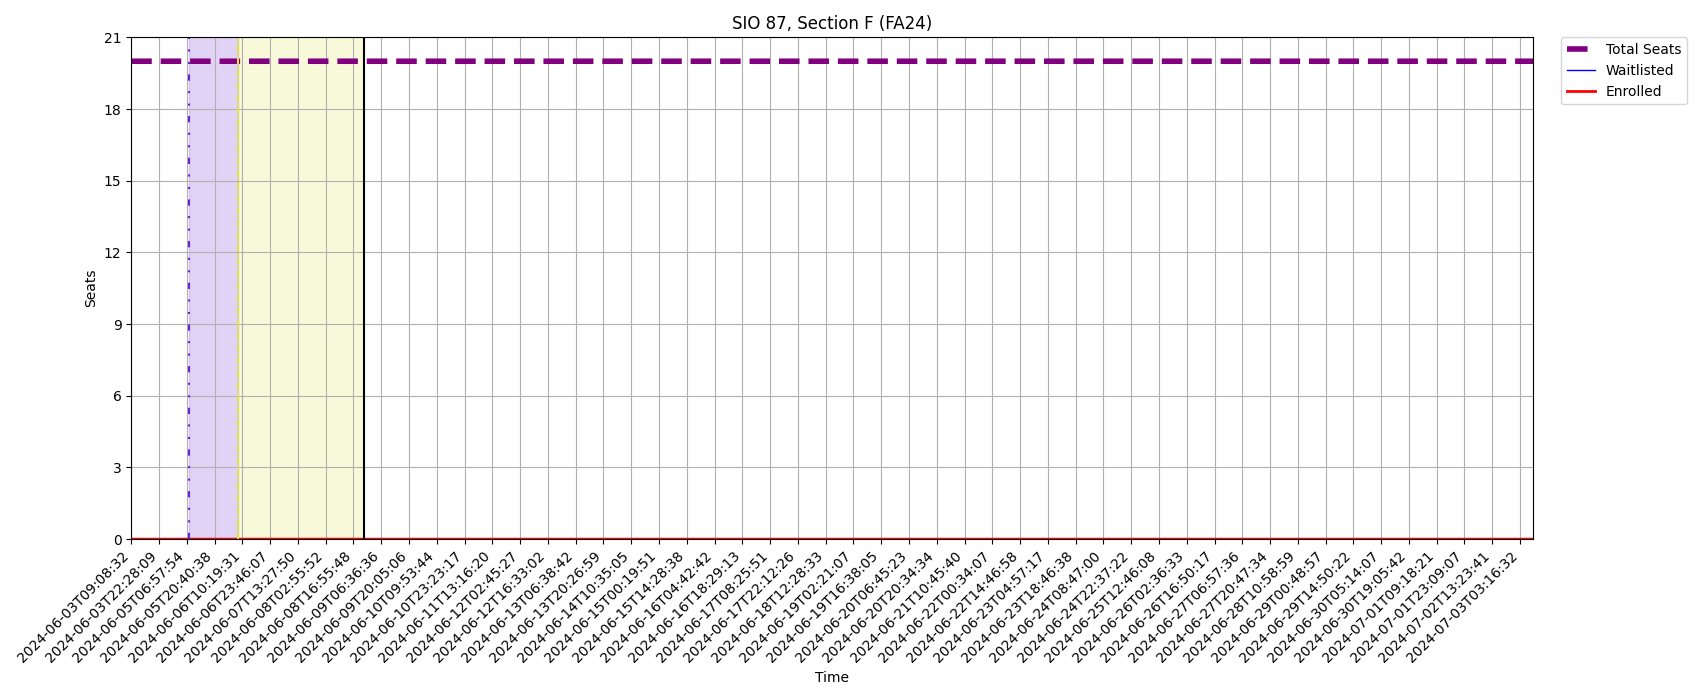 SIO 87, Section F (FA24)
21
18
15
12
9
6
3
0
Seats
Total Seats
Waitlisted
Enrolled
2024-06-03T09:08:32
2024-06-03T22:28:09
2024-06-05T06:57:54
2024-06-05T20:40:38
2024-06-06T10:19:31
2024-06-06T23:46:07
2024-06-07T13:27:50
2024-06-08T02:55:52
2024-06-08T16:55:48
2024-06-09T06:36:36
2024-06-09T20:05:06
2024-06-10T09:53:44
2024-06-10T23:23:17
2024-06-11T13:16:20
2024-06-12T02:45:27
2024-06-12T16:33:02
2024-06-13T06:38:42
2024-06-13T20:26:59
2024-06-14T10:35:05
2024-06-15T00:19:51
2024-06-15T14:28:38
2024-06-16T04:42:42
2024-06-16T18:29:13
2024-06-17T08:25:51
2024-06-17T22:12:26
2024-06-18T12:28:33
2024-06-19T02:21:07
2024-06-19T16:38:05
2024-06-20T06:45:23
2024-06-20T20:34:34
2024-06-21T10:45:40
2024-06-22T00:34:07
2024-06-22T14:46:58
2024-06-23T04:57:17
2024-06-23T18:46:38
2024-06-24T08:47:00
2024-06-24T22:37:22
2024-06-25T12:46:08
2024-06-26T02:36:33
2024-06-26T16:50:17
2024-06-27T06:57:36
2024-06-27T20:47:34
2024-06-28T10:58:59
2024-06-29T00:48:57
2024-06-29T14:50:22
2024-06-30T05:14:07
2024-06-30T19:05:42
2024-07-01T09:18:21
2024-07-01T23:09:07
2024-07-02T13:23:41
2024-07-03T03:16:32
Time